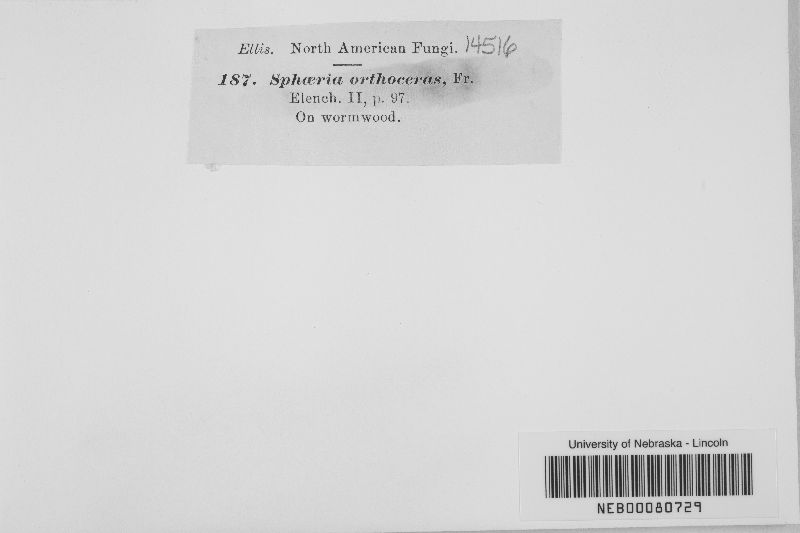 Ellis. North American Fungi. 14516
187. Sphæria orthoceras, Fr.
Elench. II, p. 97.
On wormwood.
University of Nebraska - Lincoln
NEB00080729